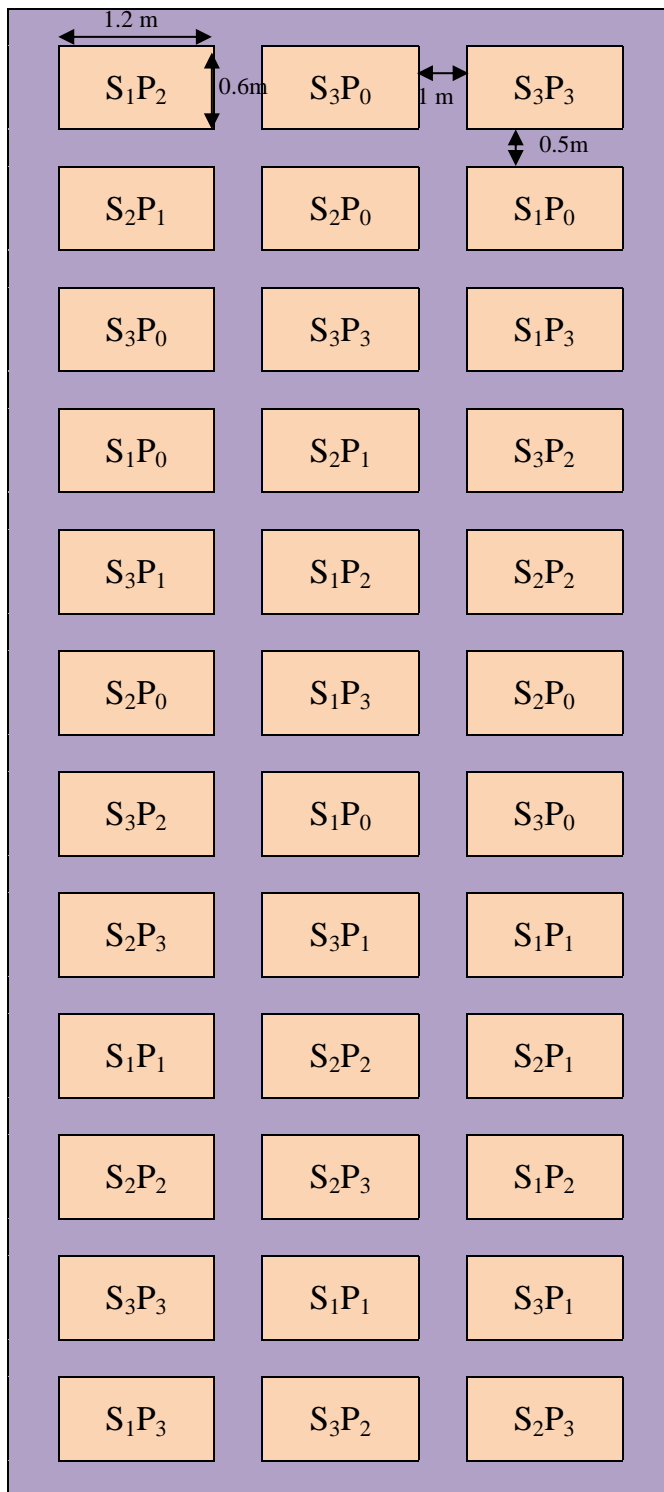 1.2 m
S₁P₂ 0.6m S₃P₀ 1 m S₃P₃
0.5m
S₂P₁ S₂P₀ S₁P₀
S₃P₀ S₃P₃ S₁P₃
S₁P₀ S₂P₁ S₃P₂
S₃P₁ S₁P₂ S₂P₂
S₂P₀ S₁P₃ S₂P₀
S₃P₂ S₁P₀ S₃P₀
S₂P₃ S₃P₁ S₁P₁
S₁P₁ S₂P₂ S₂P₁
S₂P₂ S₂P₃ S₁P₂
S₃P₃ S₁P₁ S₃P₁
S₁P₃ S₃P₂ S₂P₃